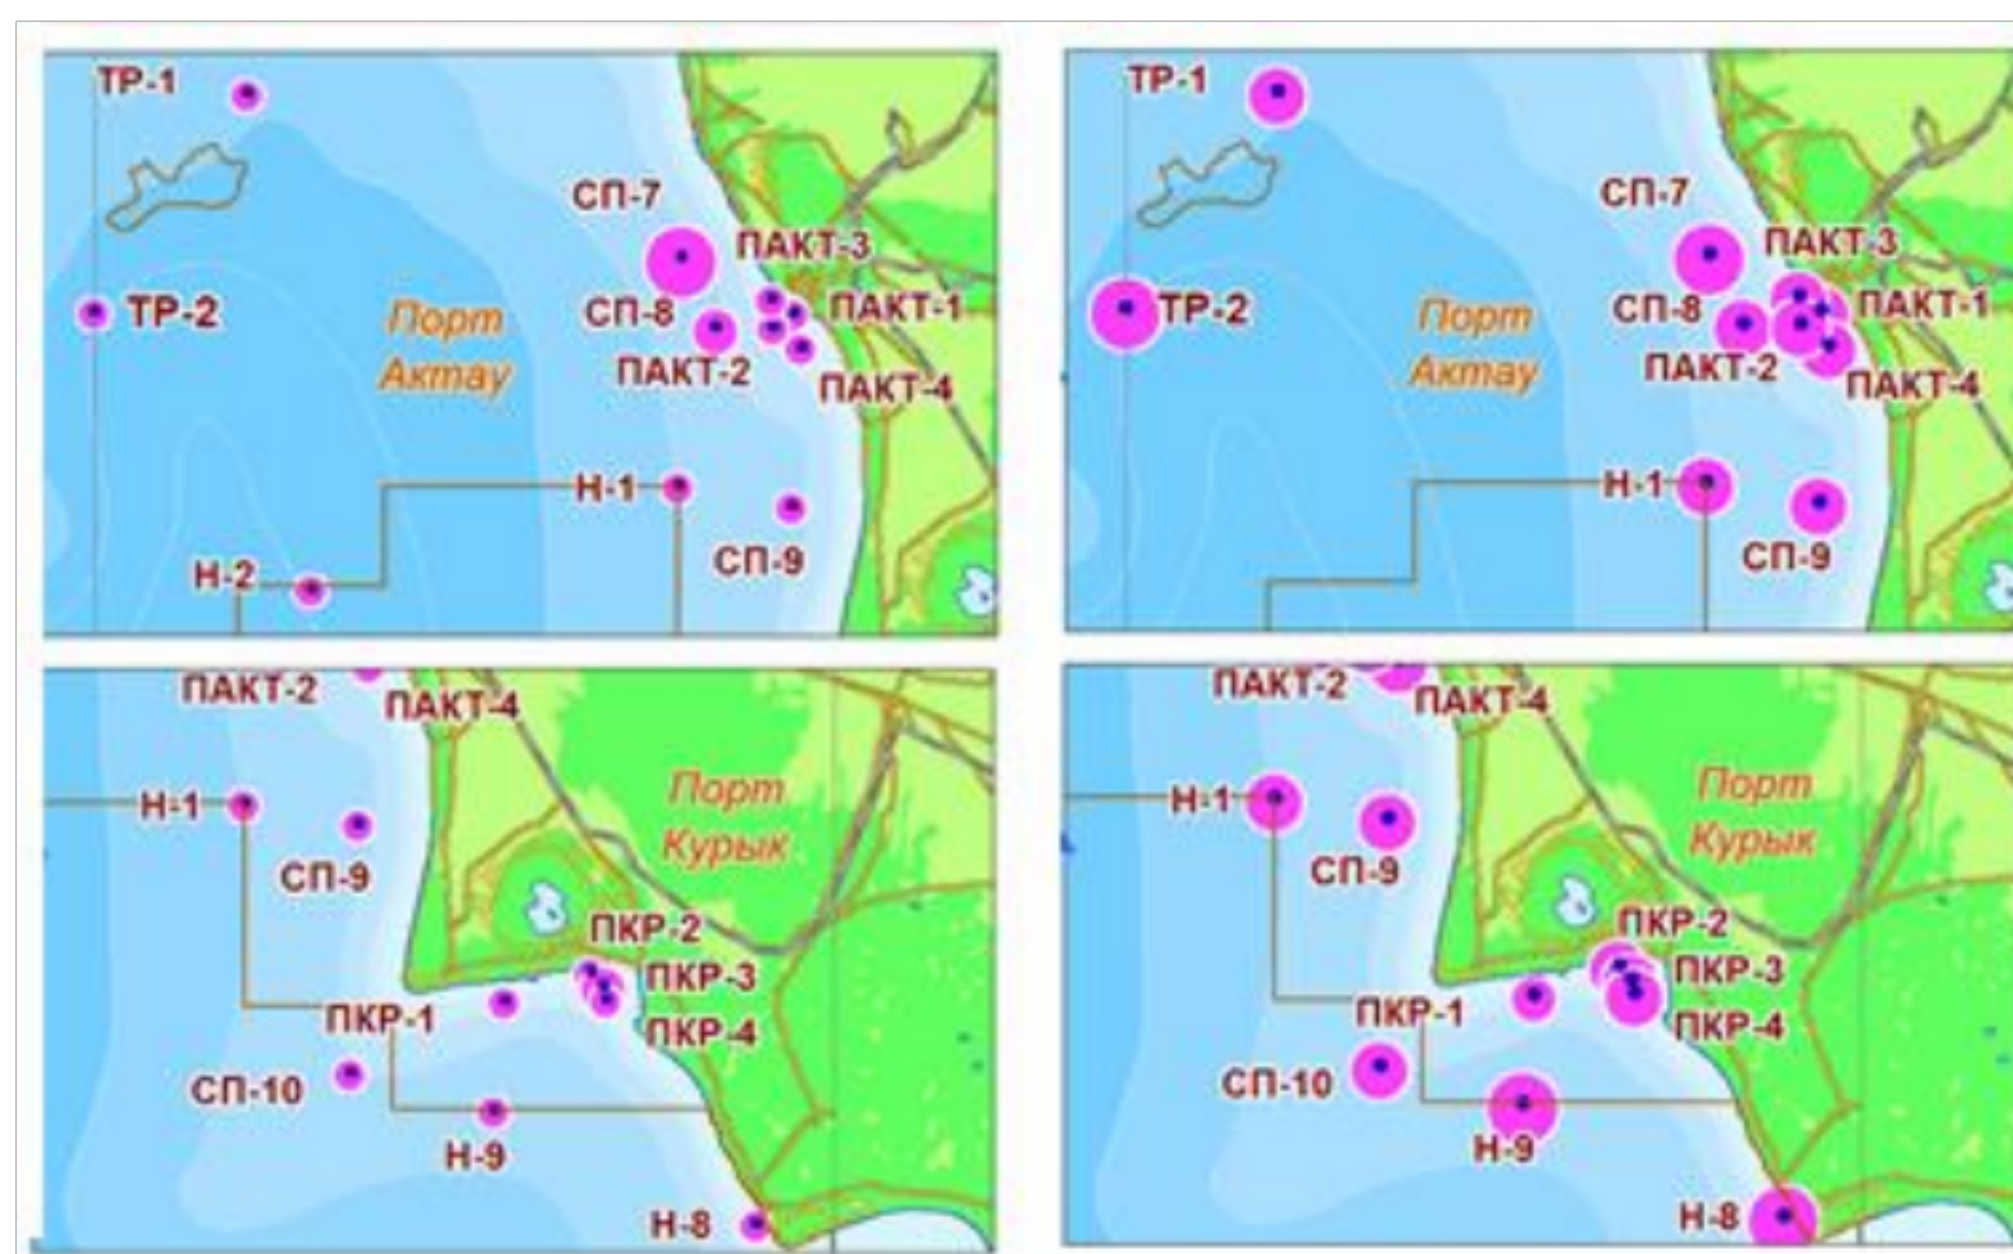 ТР-1
СП-7
ПАКТ-3
ТР-2
Порт
Актау
СП-8
ПАКТ-1
ПАКТ-2
ПАКТ-4
Н-1
СП-9
Н-2
ТР-1
СП-7
ПАКТ-3
ТР-2
Порт
Актау
СП-8
ПАКТ-1
ПАКТ-2
ПАКТ-4
Н-1
СП-9
ПАКТ-2
ПАКТ-4
Порт
Курык
Н-1
СП-9
ПКР-2
ПКР-3
ПКР-1
ПКР-4
СП-10
Н-9
Н-8
ПАКТ-2
ПАКТ-4
Порт
Курык
Н-1
СП-9
ПКР-2
ПКР-3
ПКР-1
ПКР-4
СП-10
Н-9
Н-8